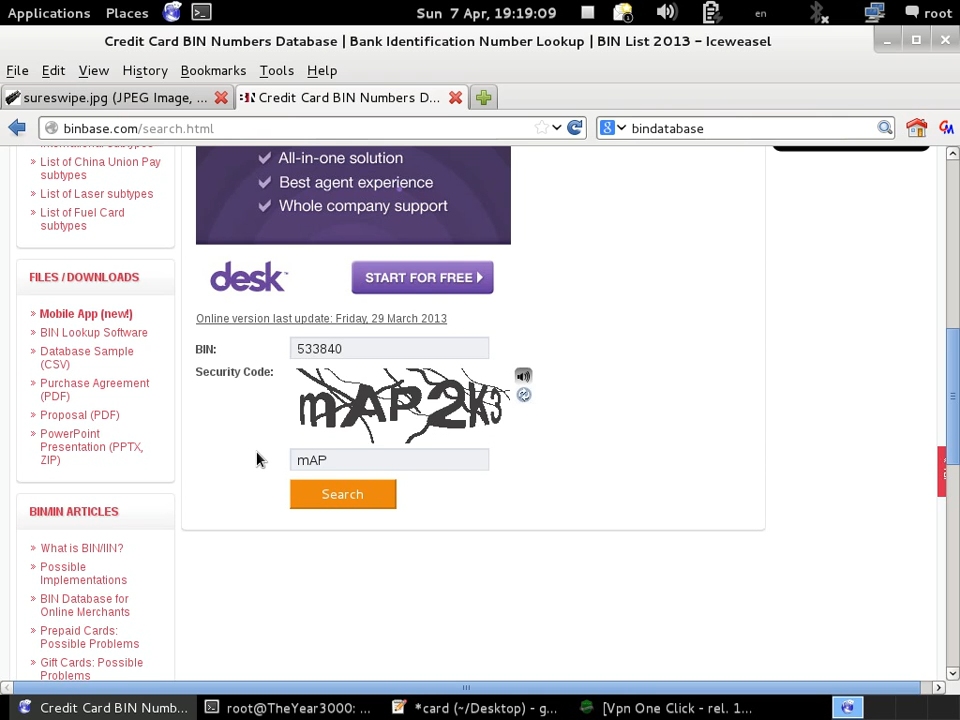 Applications Places Sun 7 Apr, 19:19:09 en root
Credit Card BIN Numbers Database | Bank Identification Number Lookup | BIN List 2013 - Iceweasel
File Edit View History Bookmarks Tools Help
sureswipe.jpg (JPEG Image, ... Credit Card BIN Numbers D...
binbase.com/search.html bindatabase
» List of China Union Pay
subtypes
» List of Laser subtypes
» List of Fuel Card
subtypes
FILES / DOWNLOADS
» Mobile App (new!)
» BIN Lookup Software
» Database Sample
(CSV)
» Purchase Agreement
(PDF)
» Proposal (PDF)
» PowerPoint
Presentation (PPTX,
ZIP)
BIN/IIN ARTICLES
» What is BIN/IIN?
» Possible
Implementations
» BIN Database for
Online Merchants
» Prepaid Cards:
Possible Problems
» Gift Cards: Possible
Problems
All-in-one solution
Best agent experience
Whole company support
desk START FOR FREE
Online version last update: Friday, 29 March 2013
BIN: 533840
Security Code: mAP2K3
mAP
Search
Credit Card BIN Numb... root@TheYear3000: ... *card (~/Desktop) - g... [Vpn One Click - rel. 1...